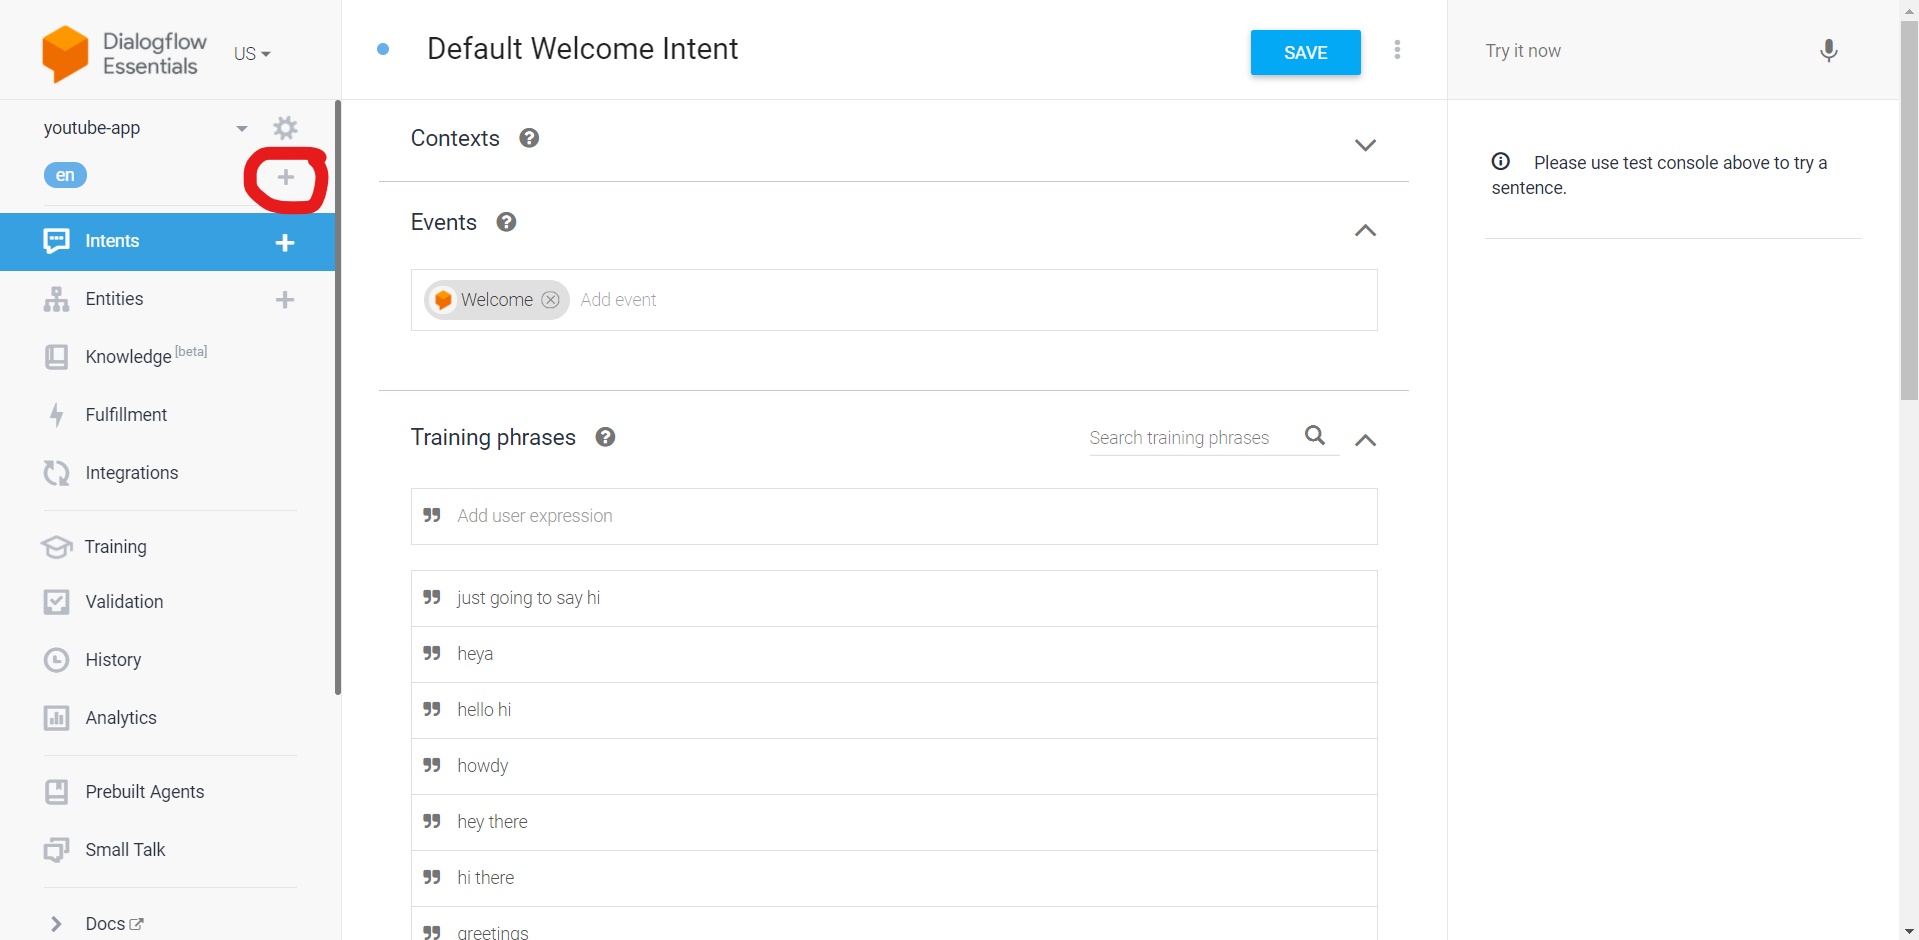 Dialogflow
Essentials
US
Default Welcome Intent
SAVE
Try it now
youtube-app
en
Intents
Entities
Knowledge [beta]
Fulfillment
Integrations
Training
Validation
History
Analytics
Prebuilt Agents
Small Talk
Docs
Contexts
Events
Welcome
Add event
Training phrases
Search training phrases
Add user expression
just going to say hi
heya
hello hi
howdy
hey there
hi there
greetings
Please use test console above to try a
sentence.